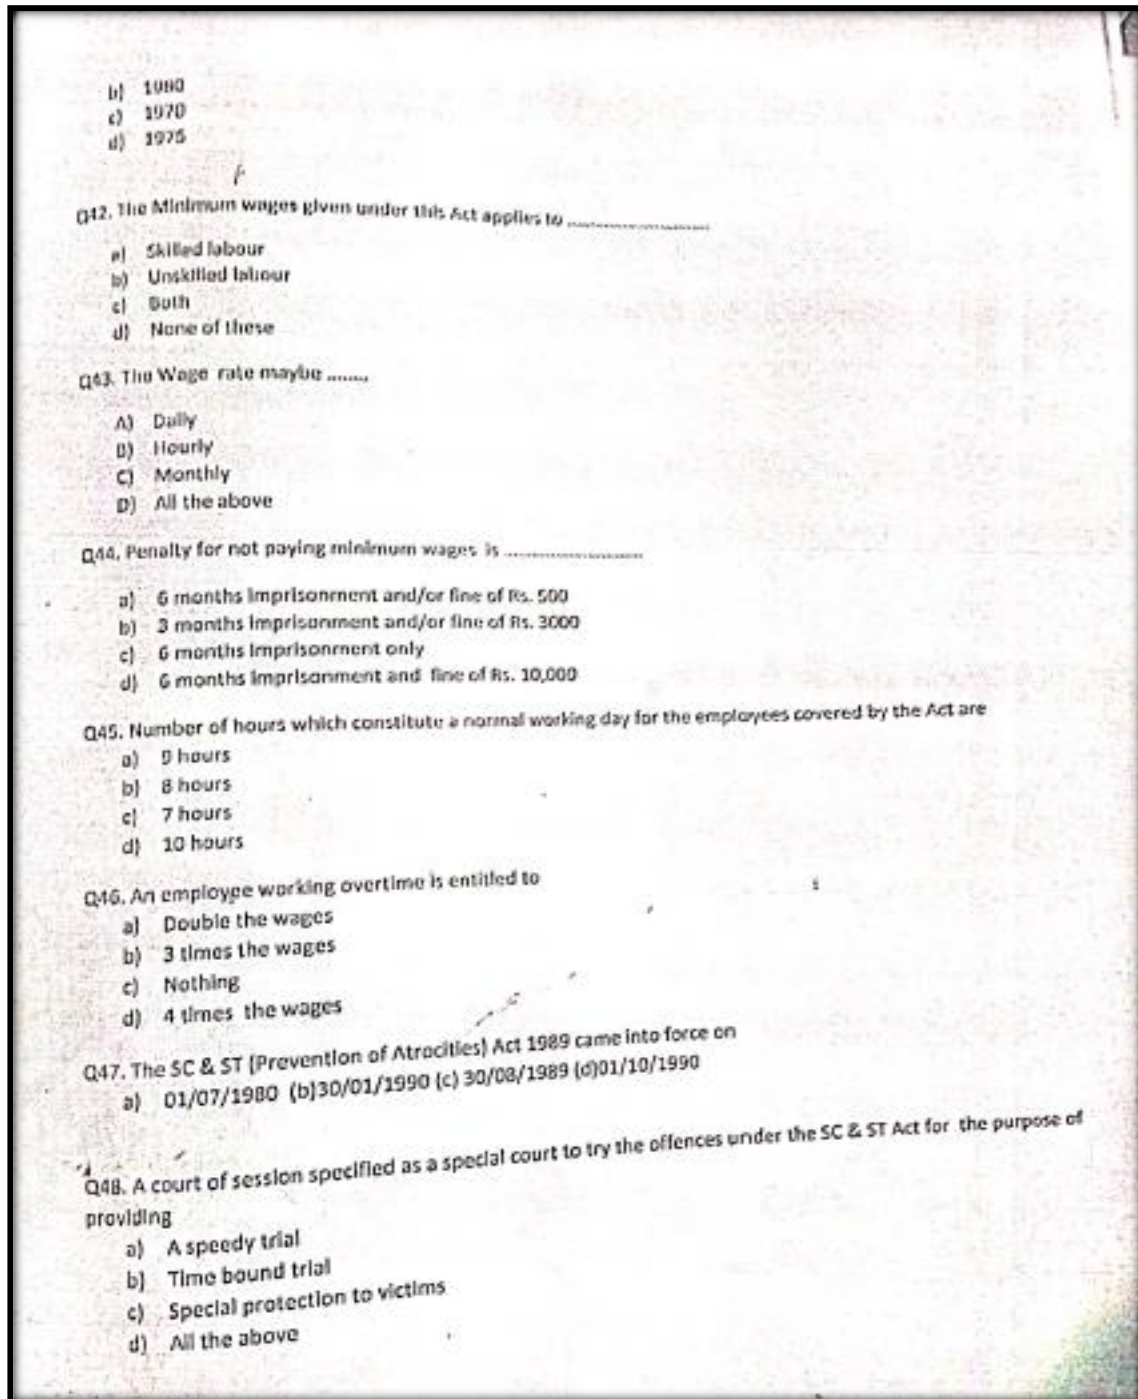 b) 1980
c) 1970
d) 1975
Q42. The Minimum wages given under this Act applies to ........................
a) Skilled labour
b) Unskilled labour
c) Both
d) None of these
Q43. The Wage rate maybe ........
A) Daily
B) Hourly
C) Monthly
D) All the above
Q44. Penalty for not paying minimum wages is ........................
a) 6 months imprisonment and/or fine of Rs. 500
b) 3 months imprisonment and/or fine of Rs. 3000
c) 6 months imprisonment only
d) 6 months imprisonment and fine of Rs. 10,000
Q45. Number of hours which constitute a normal working day for the employees covered by the Act are
a) 9 hours
b) 8 hours
c) 7 hours
d) 10 hours
Q46. An employee working overtime is entitled to
a) Double the wages
b) 3 times the wages
c) Nothing
d) 4 times the wages
Q47. The SC & ST (Prevention of Atrocities) Act 1989 came into force on
a) 01/07/1980 (b)30/01/1990 (c) 30/08/1989 (d)01/10/1990
Q48. A court of session specified as a special court to try the offences under the SC & ST Act for the purpose of
providing
a) A speedy trial
b) Time bound trial
c) Special protection to victims
d) All the above